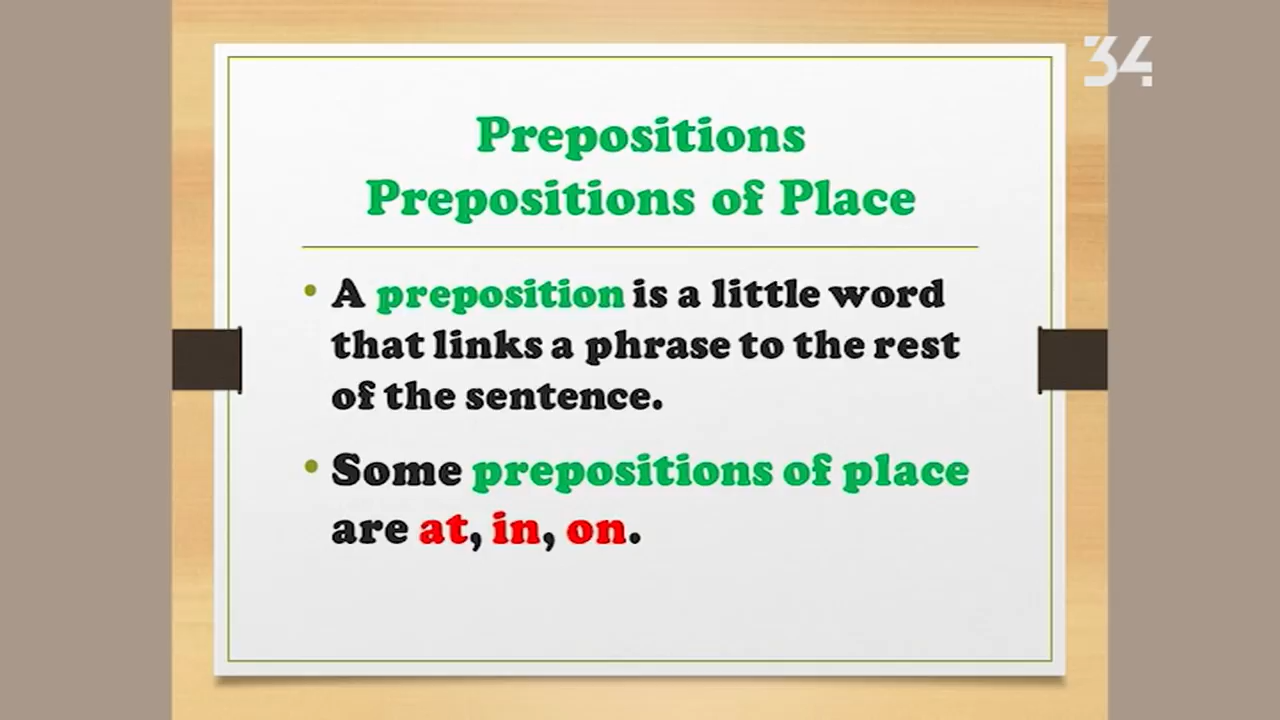 34
Prepositions
Prepositions of Place
• A preposition is a little word
that links a phrase to the rest
of the sentence.
• Some prepositions of place
are at, in, on.